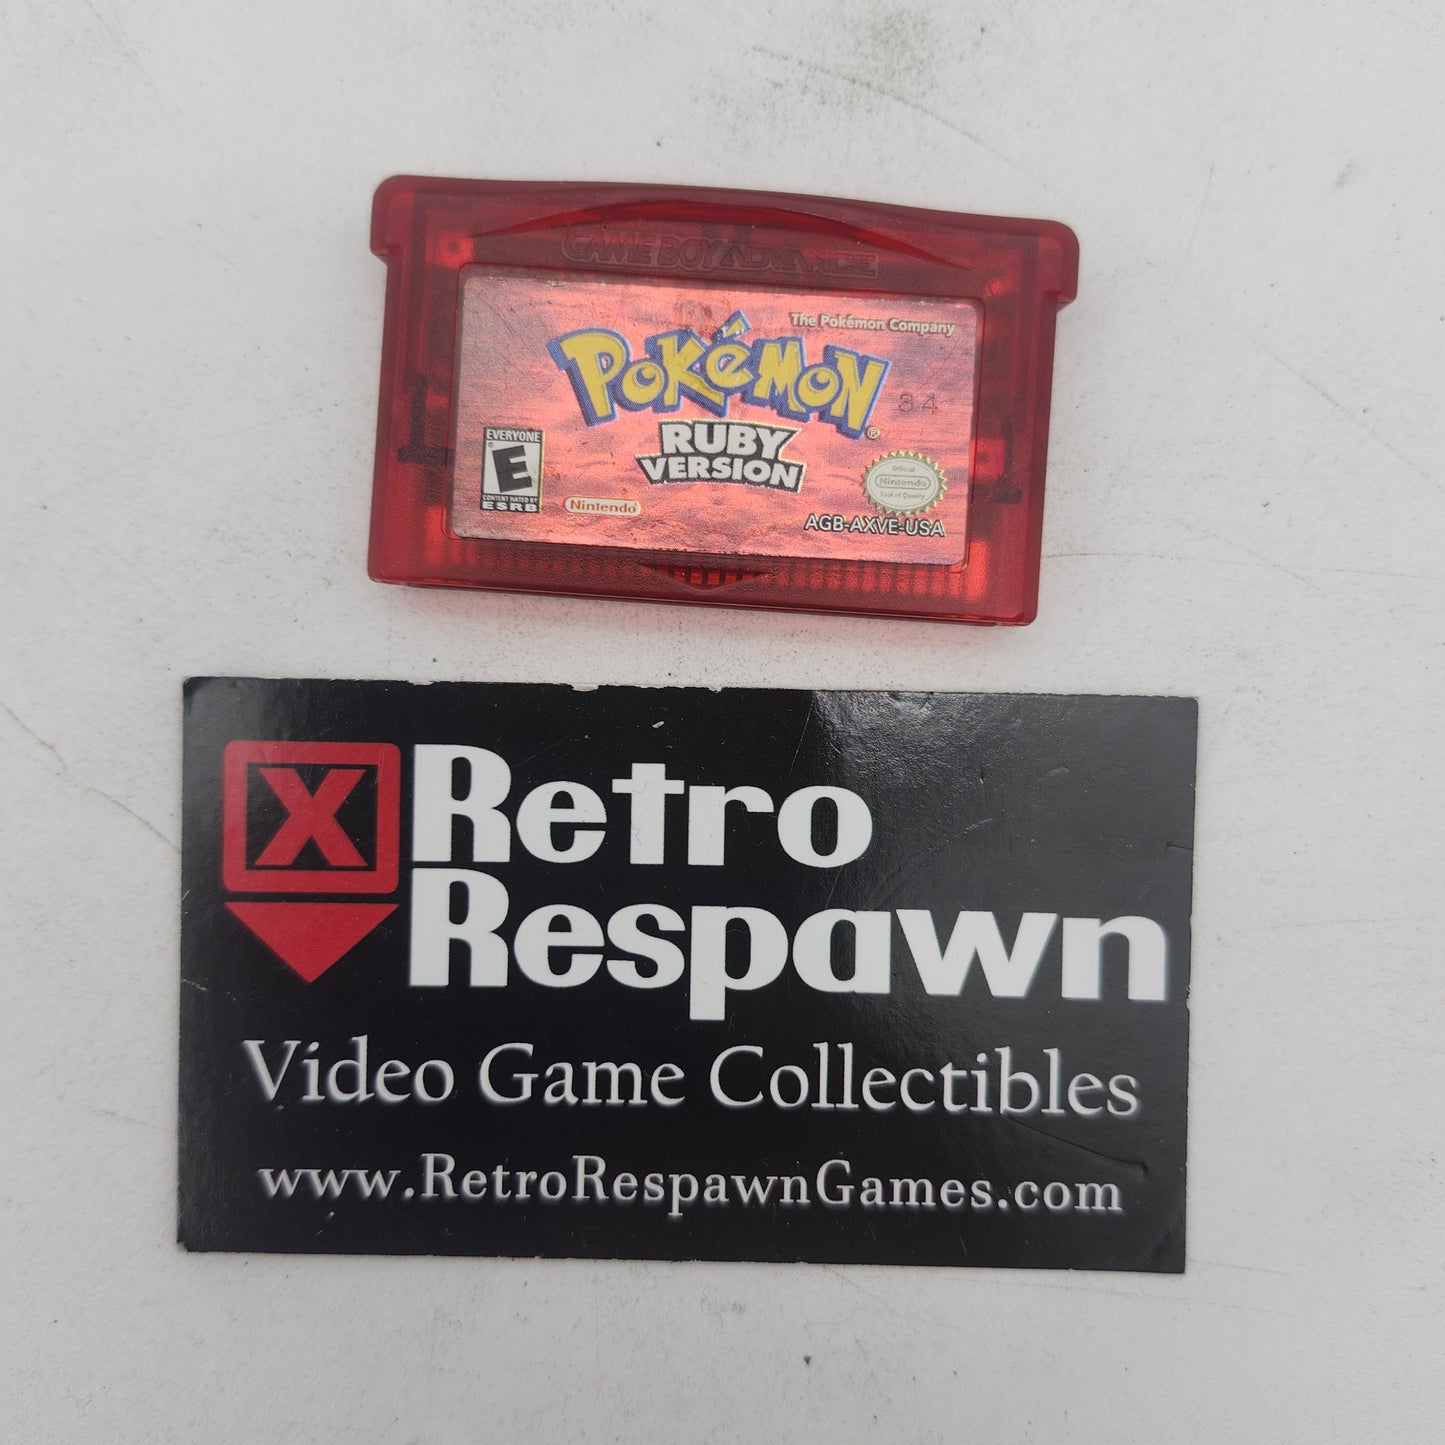 GAME BOY ADVANCE
The Pokémon Company
POKéMON®
34
RUBY
VERSION
EVERYONE
E
CONTENT RATED BY
ESRB
Nintendo
Official
Nintendo
Seal of Quality
AGB-AXVE-USA
X
Retro
Respawn
Video Game Collectibles
www.RetroRespawnGames.com